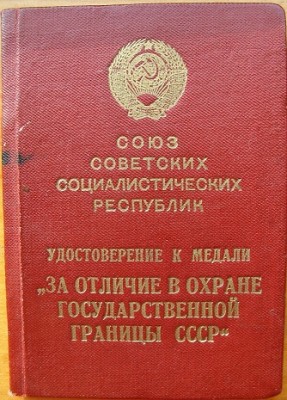 СОЮЗ
СОВЕТСКИХ
СОЦИАЛИСТИЧЕСКИХ
РЕСПУБЛИК
УДОСТОВЕРЕНИЕ К МЕДАЛИ
„ЗА ОТЛИЧИЕ В ОХРАНЕ
ГОСУДАРСТВЕННОЙ
ГРАНИЦЫ СССР“